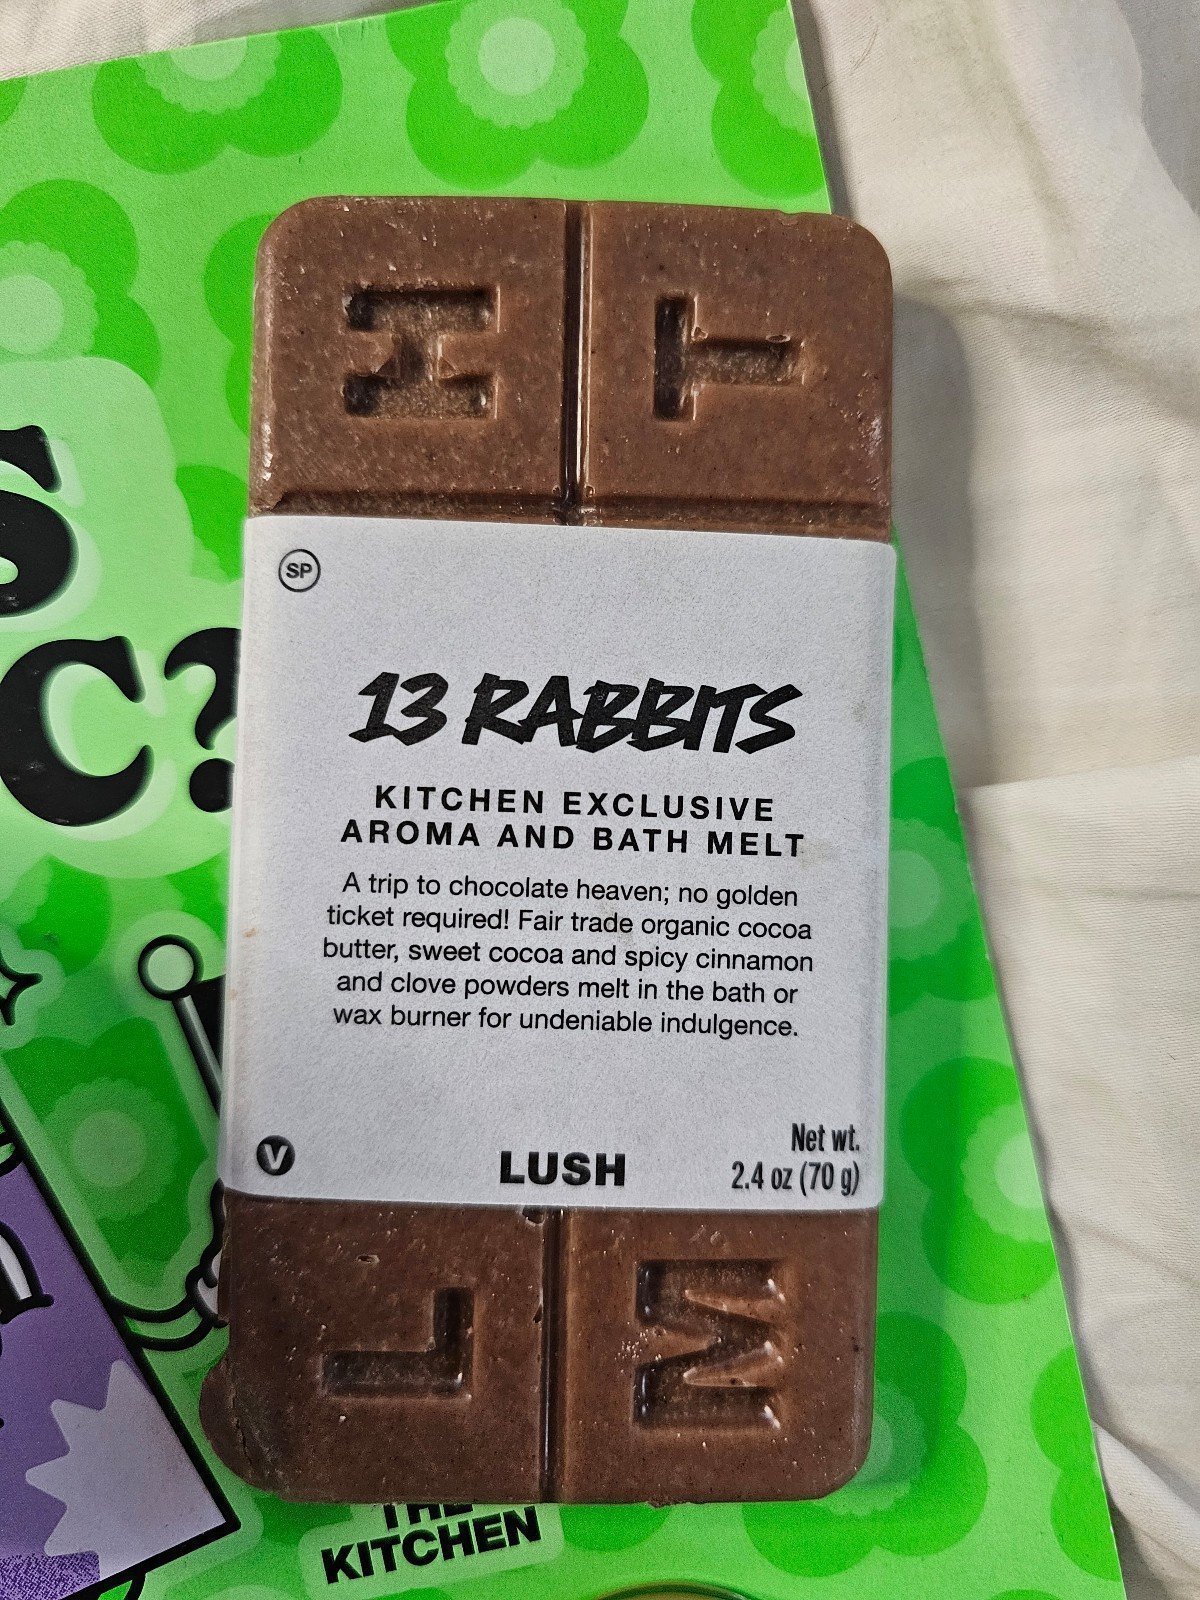 H T
SP
13 RABBITS
KITCHEN EXCLUSIVE
AROMA AND BATH MELT
A trip to chocolate heaven; no golden
ticket required! Fair trade organic cocoa
butter, sweet cocoa and spicy cinnamon
and clove powders melt in the bath or
wax burner for undeniable indulgence.
V
LUSH
Net wt.
2.4 oz (70 g)
L M
S
C?
THE
KITCHEN